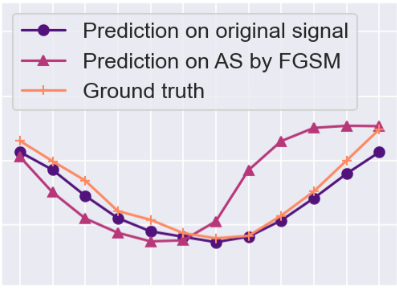 Prediction on original signal
Prediction on AS by FGSM
Ground truth